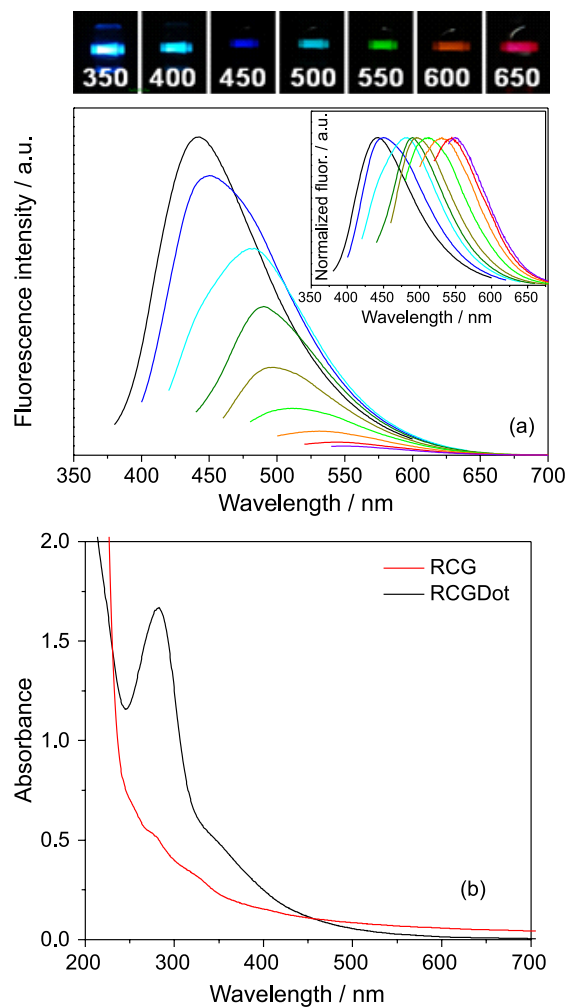 350 400 450 500 550 600 650
Fluorescence intensity / a.u.
Normalized fluor. / a.u.
350 400 450 500 550 600 650
Wavelength / nm
(a)
350 400 450 500 550 600 650 700
Wavelength / nm
2.0
RCG
RCGDot
1.5
Absorbance
1.0
0.5
(b)
0.0
200 300 400 500 600 700
Wavelength / nm